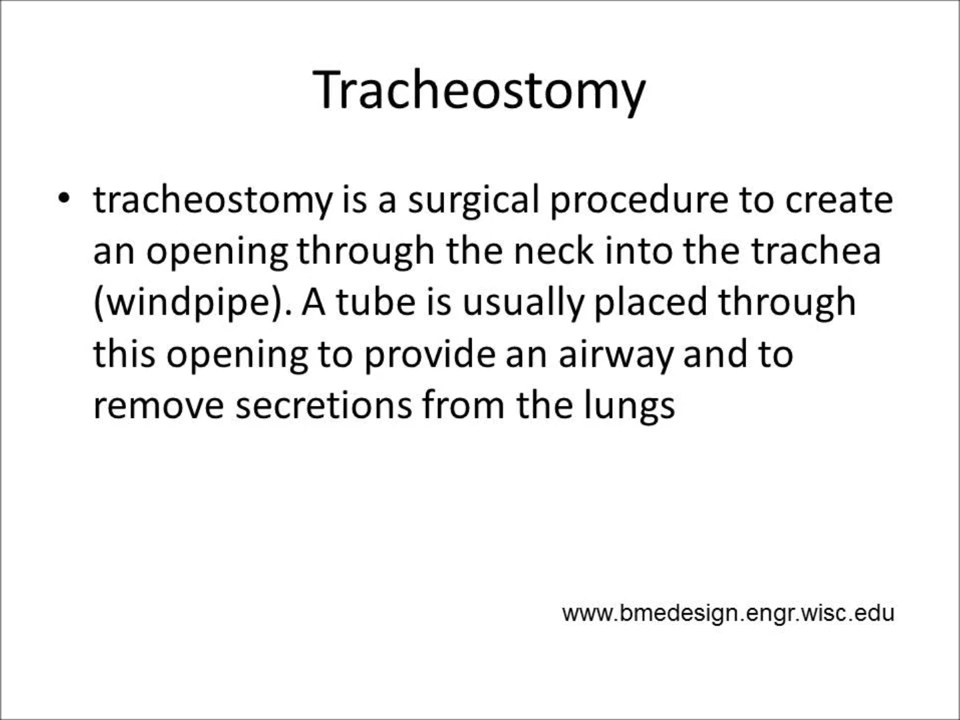 Tracheostomy
• tracheostomy is a surgical procedure to create
an opening through the neck into the trachea
(windpipe). A tube is usually placed through
this opening to provide an airway and to
remove secretions from the lungs
www.bmedesign.engr.wisc.edu